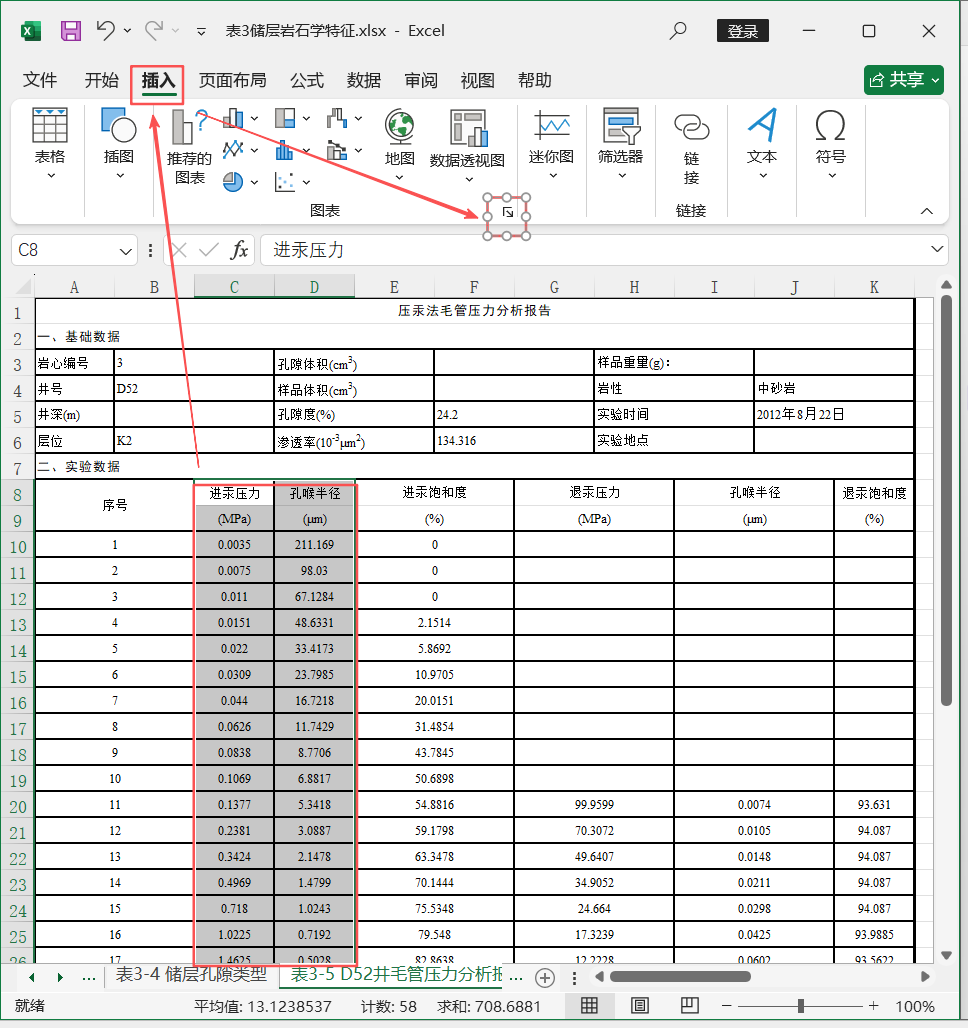 表3储层岩石学特征.xlsx - Excel
登录
文件 开始 插入 页面布局 公式 数据 审阅 视图 帮助 共享
表格 插图 推荐的图表 地图 数据透视图 迷你图 筛选器 链接 文本 符号
图表 链接
C8 fx 进汞压力
A B C D E F G H I J K
1 压汞法毛管压力分析报告
2 一、基础数据
3 岩心编号 3 孔隙体积(cm³) 样品重量(g):
4 井号 D52 样品体积(cm³) 岩性 中砂岩
5 井深(m) 孔隙度(%) 24.2 实验时间 2012年8月22日
6 层位 K2 渗透率(10⁻³μm²) 134.316 实验地点
7 二、实验数据
8 序号 进汞压力 孔喉半径 进汞饱和度 退汞压力 孔喉半径 退汞饱和度
9 (MPa) (μm) (%) (MPa) (μm) (%)
10 1 0.0035 211.169 0
11 2 0.0075 98.03 0
12 3 0.011 67.1284 0
13 4 0.0151 48.6331 2.1514
14 5 0.022 33.4173 5.8692
15 6 0.0309 23.7985 10.9705
16 7 0.044 16.7218 20.0151
17 8 0.0626 11.7429 31.4854
18 9 0.0838 8.7706 43.7845
19 10 0.1069 6.8817 50.6898
20 11 0.1377 5.3418 54.8816 99.9599 0.0074 93.631
21 12 0.2381 3.0887 59.1798 70.3072 0.0105 94.087
22 13 0.3424 2.1478 63.3478 49.6407 0.0148 94.087
23 14 0.4969 1.4799 70.1444 34.9052 0.0211 94.087
24 15 0.718 1.0243 75.5348 24.664 0.0298 94.087
25 16 1.0225 0.7192 79.548 17.3239 0.0425 93.9885
26 17 1.4625 0.5028 82.8638 12.2228 0.0602 93.5622
... 表3-4 储层孔隙类型 表3-5 D52井毛管压力分析报 ...
就绪 平均值: 13.1238537 计数: 58 求和: 708.6881 100%